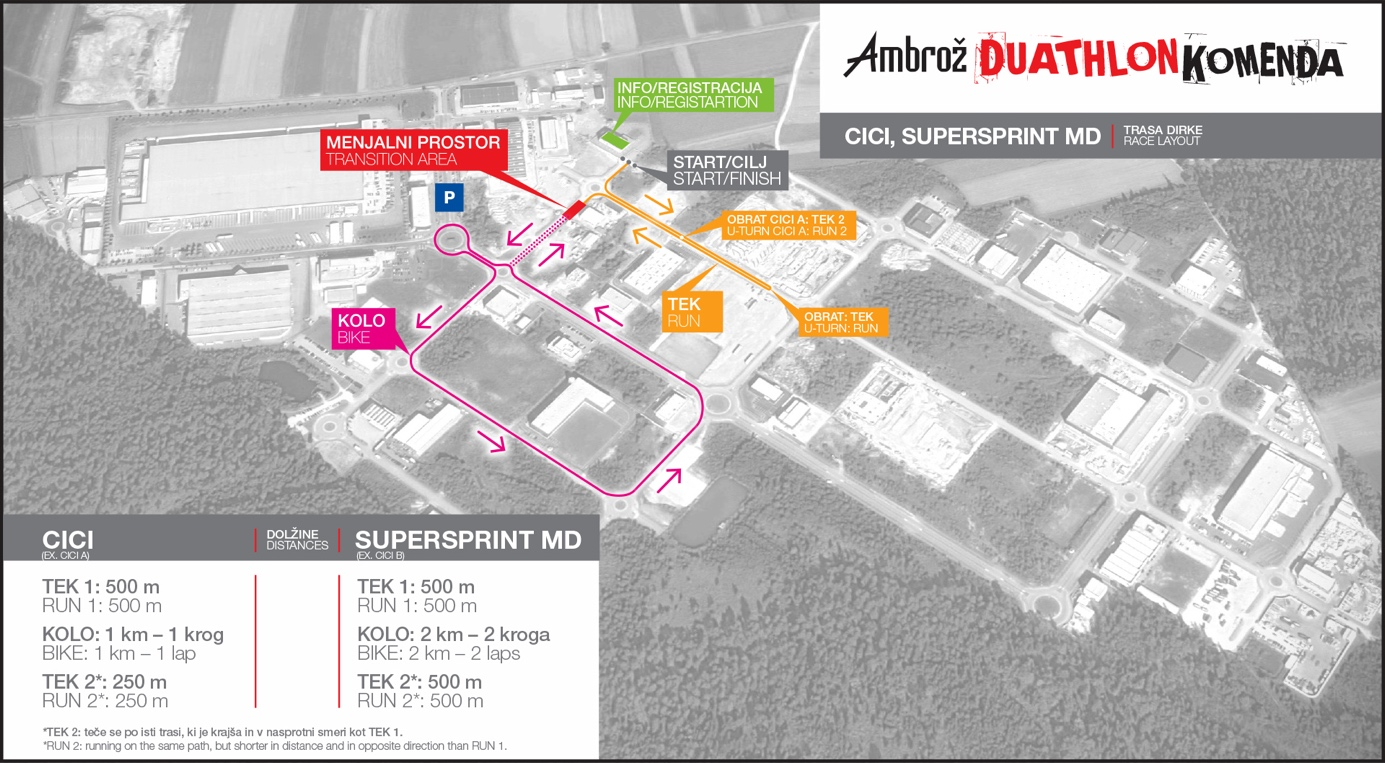 Ambrož DUATHLON KOMENDA
CICI, SUPERSPRINT MD
TRASA DIRKE
RACE LAYOUT
INFO/REGISTRACIJA
INFO/REGISTARTION
MENJALNI PROSTOR
TRANSITION AREA
START/CILJ
START/FINISH
P
OBRAT CICI A: TEK 2
U-TURN CICI A: RUN 2
TEK
RUN
OBRAT: TEK
U-TURN: RUN
KOLO
BIKE
CICI
(EX. CICI A)
DOLŽINE
DISTANCES
SUPERSPRINT MD
(EX. CICI B)
TEK 1: 500 m
RUN 1: 500 m
KOLO: 1 km – 1 krog
BIKE: 1 km – 1 lap
TEK 2*: 250 m
RUN 2*: 250 m
TEK 1: 500 m
RUN 1: 500 m
KOLO: 2 km – 2 kroga
BIKE: 2 km – 2 laps
TEK 2*: 500 m
RUN 2*: 500 m
*TEK 2: teče se po isti trasi, ki je krajša in v nasprotni smeri kot TEK 1.
*RUN 2: running on the same path, but shorter in distance and in opposite direction than RUN 1.